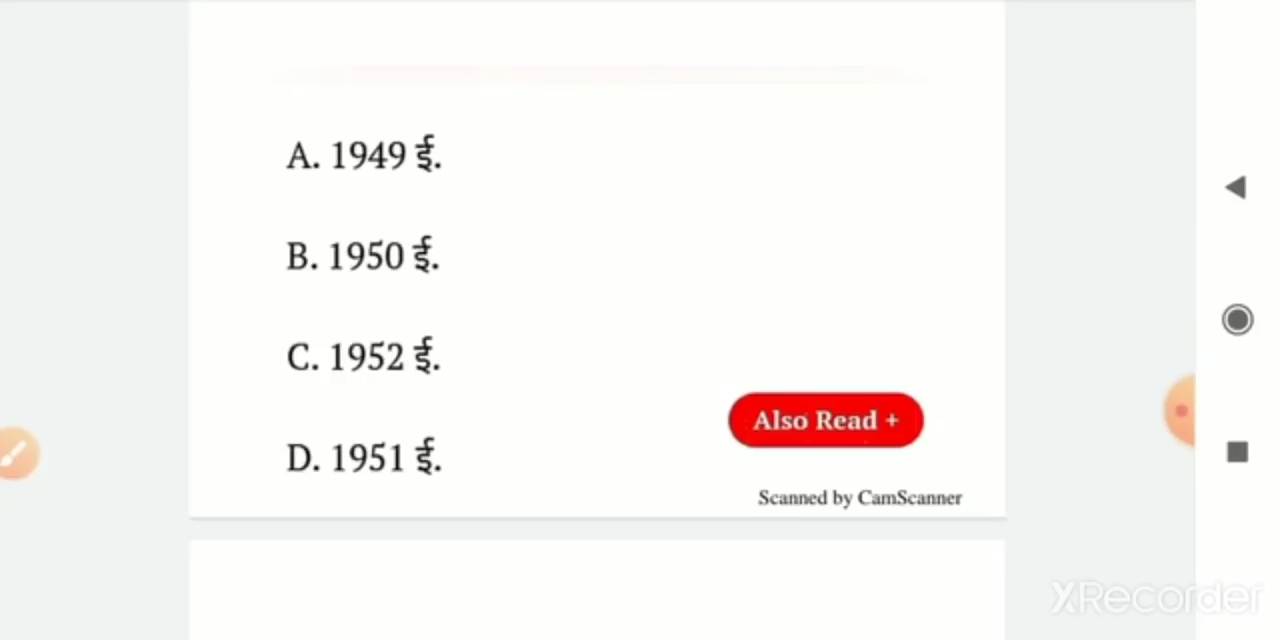 A. 1949 ई.
B. 1950 ई.
C. 1952 ई.
Also Read +
D. 1951 ई.
Scanned by CamScanner
XRecorder